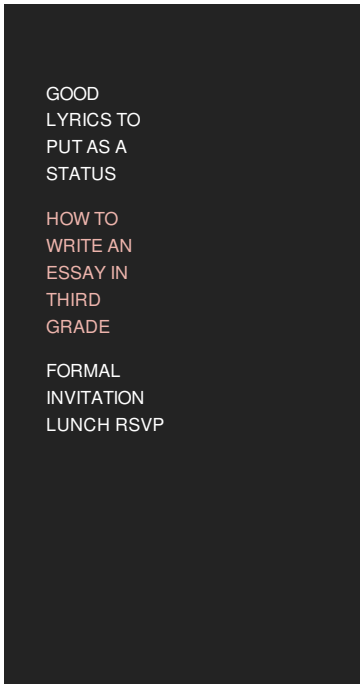 GOOD
LYRICS TO
PUT AS A
STATUS
HOW TO
WRITE AN
ESSAY IN
THIRD
GRADE
FORMAL
INVITATION
LUNCH RSVP